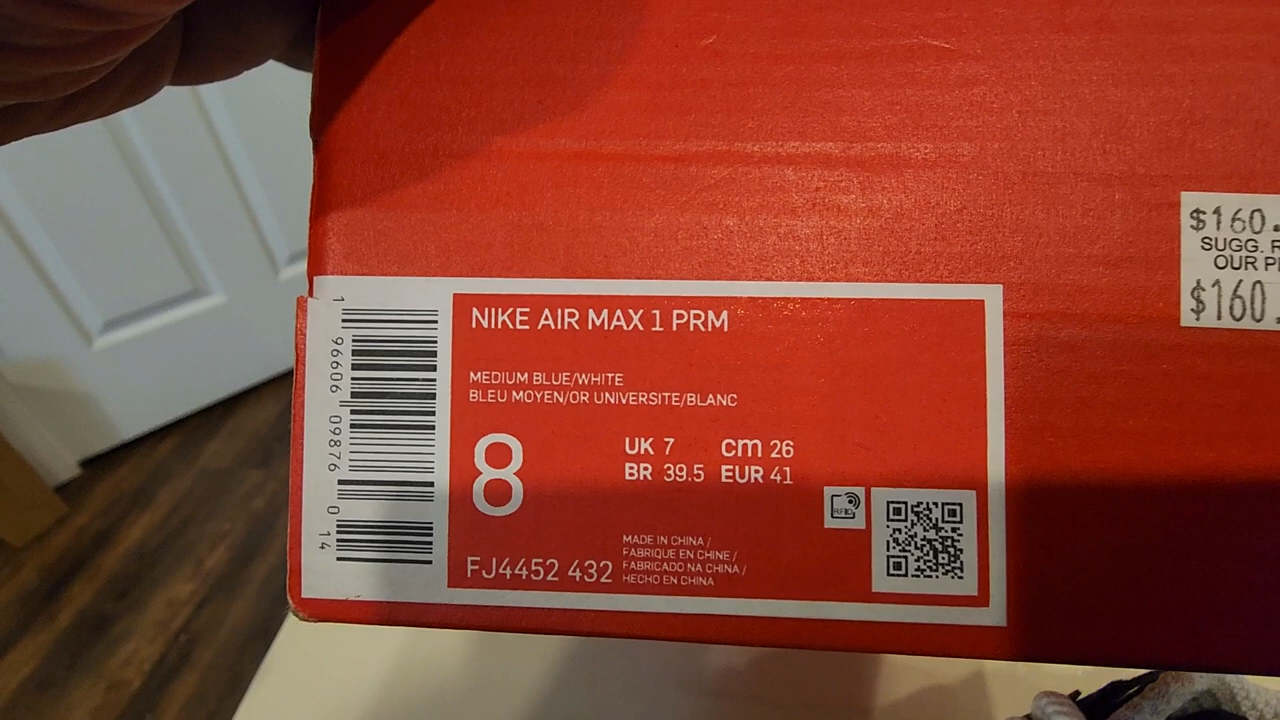 $160.
SUGG. R
OUR P
$160.
NIKE AIR MAX 1 PRM
MEDIUM BLUE/WHITE
BLEU MOYEN/OR UNIVERSITE/BLANC
8
UK 7 cm 26
BR 39.5 EUR 41
RFID
FJ4452 432
MADE IN CHINA /
FABRIQUE EN CHINE /
FABRICADO NA CHINA /
HECHO EN CHINA
1 96606 09876 0 14